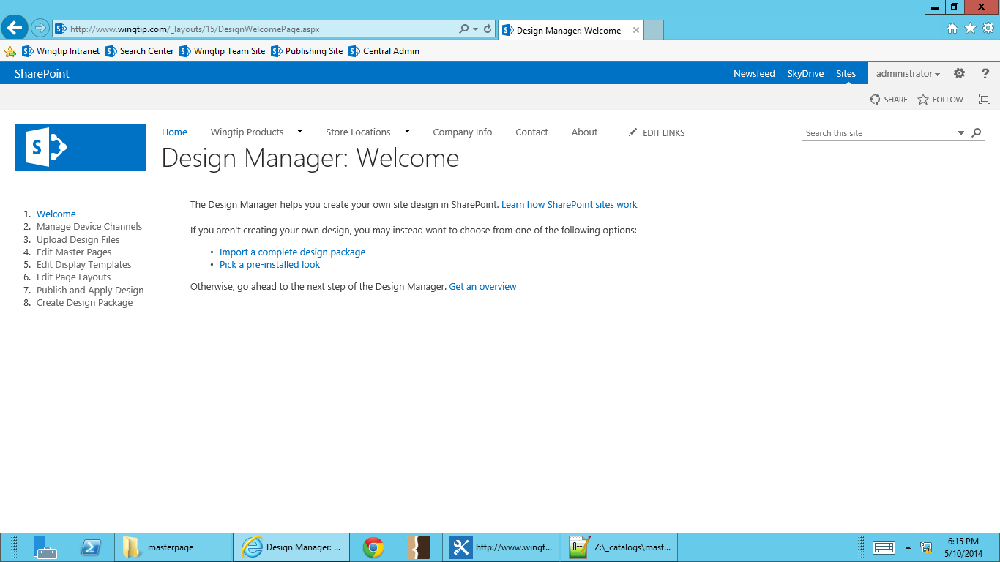 http://www.wingtip.com/_layouts/15/DesignWelcomePage.aspx
Design Manager: Welcome
Wingtip Intranet Search Center Wingtip Team Site Publishing Site Central Admin
SharePoint Newsfeed SkyDrive Sites administrator ?
SHARE FOLLOW
S
Home Wingtip Products Store Locations Company Info Contact About EDIT LINKS
Search this site
Design Manager: Welcome
1. Welcome
2. Manage Device Channels
3. Upload Design Files
4. Edit Master Pages
5. Edit Display Templates
6. Edit Page Layouts
7. Publish and Apply Design
8. Create Design Package
The Design Manager helps you create your own site design in SharePoint. Learn how SharePoint sites work
If you aren't creating your own design, you may instead want to choose from one of the following options:
• Import a complete design package
• Pick a pre-installed look
Otherwise, go ahead to the next step of the Design Manager. Get an overview
masterpage
Design Manager: ...
http://www.wingt...
Z:\_catalogs\mast...
6:15 PM
5/10/2014